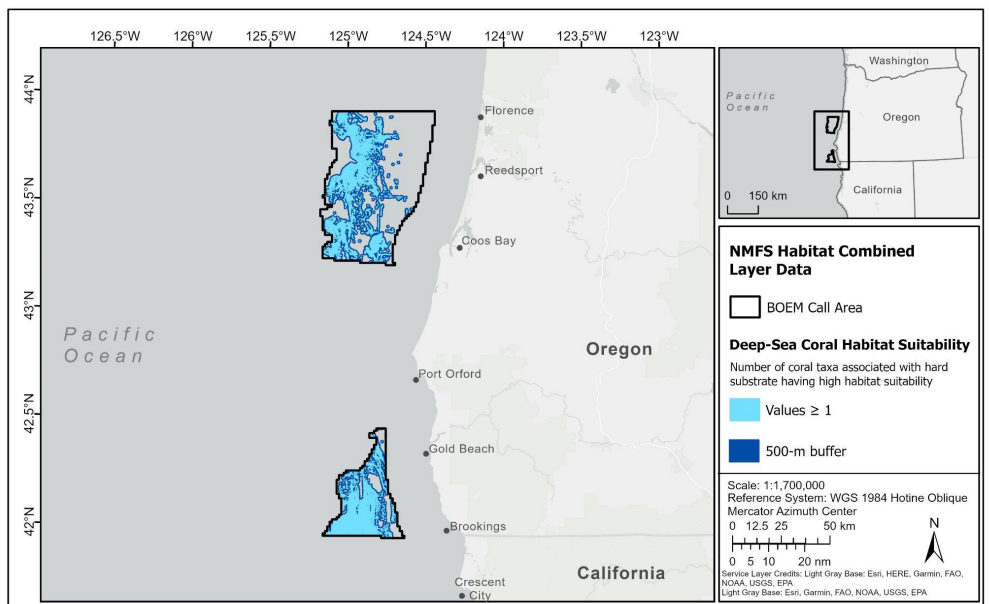 126.5°W
126°W
125.5°W
125°W
124.5°W
124°W
123.5°W
123°W
44°N
43.5°N
43°N
42.5°N
42°N
Florence
Reedsport
Coos Bay
Pacific
Ocean
Oregon
Port Orford
Gold Beach
Brookings
California
Crescent
City
Washington
Pacific
Ocean
Oregon
California
0 150 km
NMFS Habitat Combined
Layer Data
BOEM Call Area
Deep-Sea Coral Habitat Suitability
Number of coral taxa associated with hard
substrate having high habitat suitability
Values ≥ 1
500-m buffer
Scale: 1:1,700,000
Reference System: WGS 1984 Hotine Oblique
Mercator Azimuth Center
0 12.5 25 50 km
N
0 5 10 20 nm
Service Layer Credits: Light Gray Base: Esri, HERE, Garmin, FAO,
NOAA, USGS, EPA
Light Gray Base: Esri, Garmin, FAO, NOAA, USGS, EPA